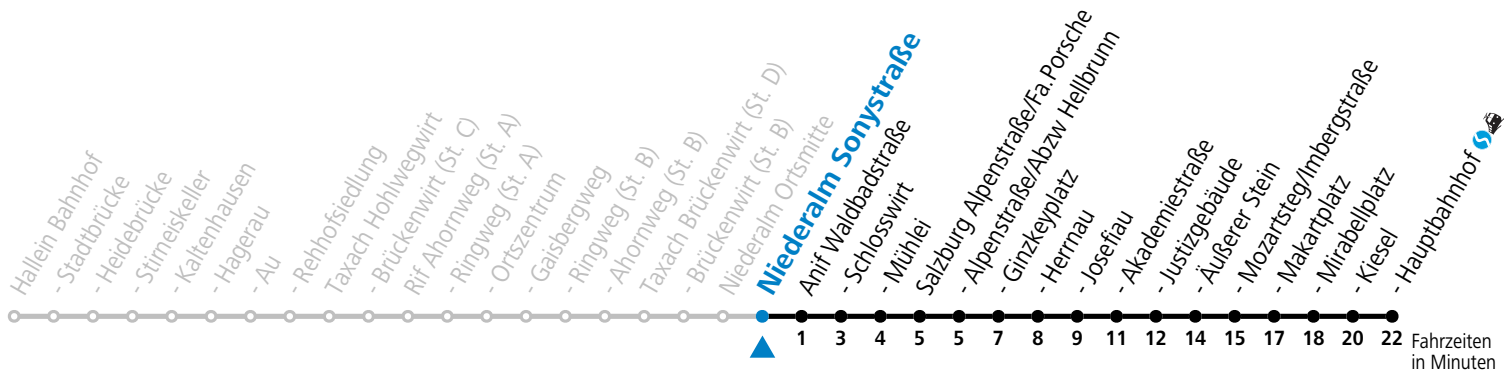 Hallein Bahnhof
- Stadtbrücke
- Heidebrücke
- Stirneiskeller
- Kaltenhausen
- Hagerau
- Au
- Rehhofsiedlung
Taxach Hohlwegwirt
- Brückenwirt (St. C)
Rif Ahornweg (St. A)
- Ringweg (St. A)
- Ortszentrum
- Gaisbergweg
- Ringweg (St. B)
- Ahornweg (St. B)
Taxach Brückenwirt (St. D)
- Brückenwirt (St. B)
Niederalm Ortsmitte
Niederalm Sonystraße
Anif Waldbadstraße
- Schlosswirt
- Mühlei
Salzburg Alpenstraße/Fa.Porsche
- Alpenstraße/Abzw Hellbrunn
- Ginzkeyplatz
- Herrnau
- Josefiau
- Akademiestraße
- Justizgebäude
- Äußerer Stein
- Mozartsteg/Imbergstraße
- Makartplatz
- Mirabellplatz
- Kiesel
- Hauptbahnhof
1 3 4 5 5 7 8 9 11 12 14 15 17 18 20 22 Fahrzeiten
in Minuten